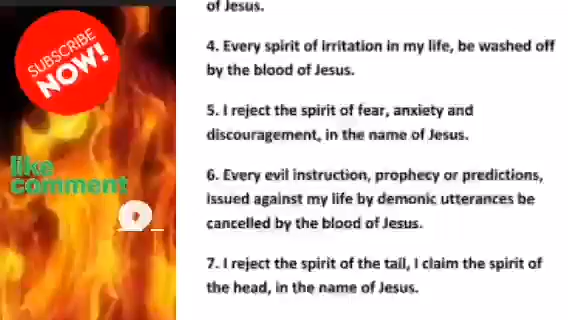 SUBSCRIBE
NOW!
like
comment
of Jesus.
4. Every spirit of irritation in my life, be washed off
by the blood of Jesus.
5. I reject the spirit of fear, anxiety and
discouragement, in the name of Jesus.
6. Every evil instruction, prophecy or predictions,
issued against my life by demonic utterances be
cancelled by the blood of Jesus.
7. I reject the spirit of the tail, I claim the spirit of
the head, in the name of Jesus.